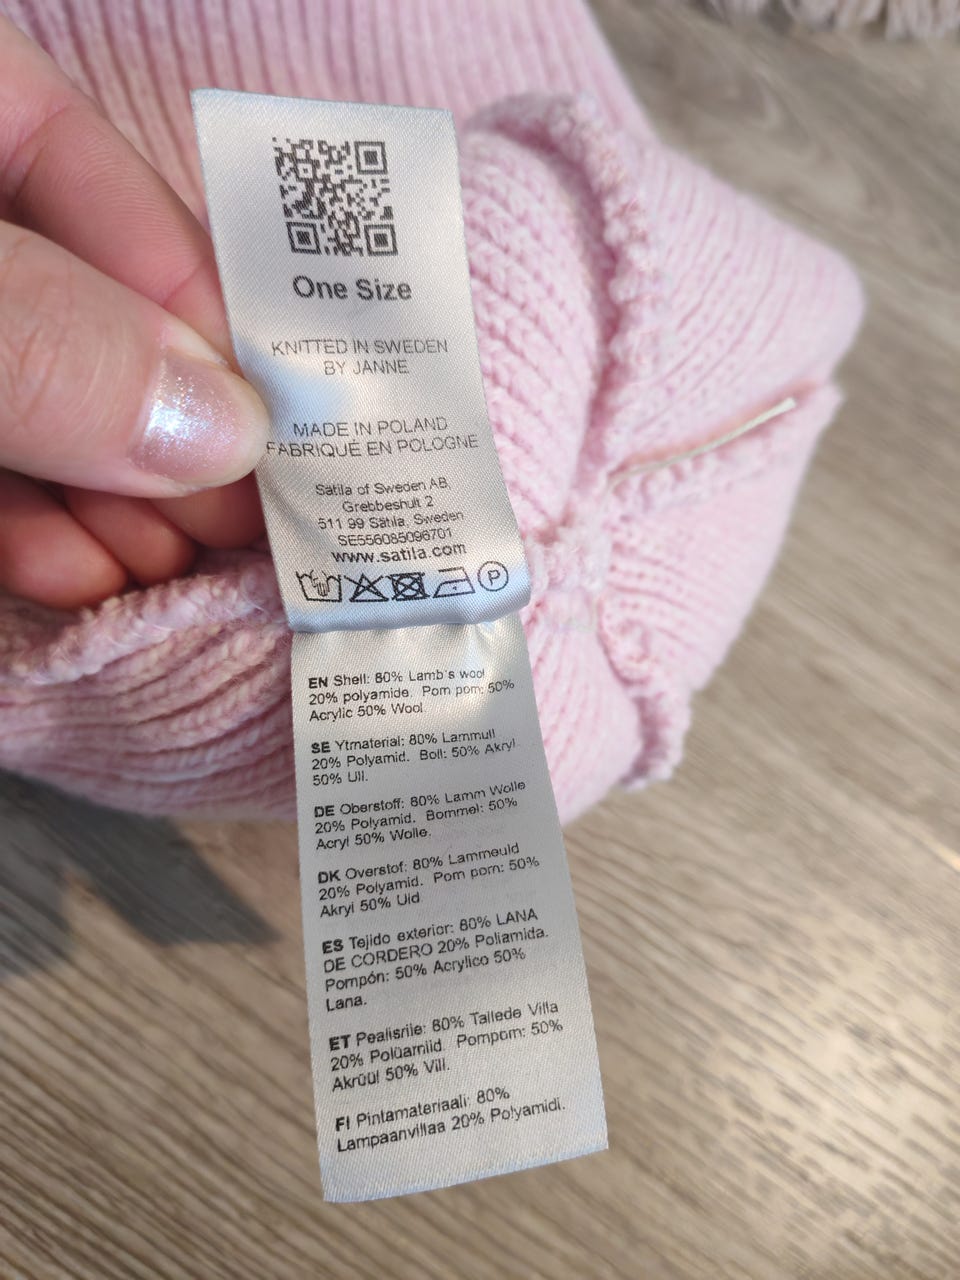 One Size
KNITTED IN SWEDEN
BY JANNE
MADE IN POLAND
FABRIQUÉ EN POLOGNE
Sätila of Sweden AB,
Grebbeshult 2
511 99 Sätila, Sweden
SE556085096701
www.satila.com
P
EN Shell: 80% Lamb's wool
20% polyamide. Pom pom: 50%
Acrylic 50% Wool.
SE Ytmaterial: 80% Lammull
20% Polyamid. Boll: 50% Akryl
50% Ull.
DE Oberstoff: 80% Lamm Wolle
20% Polyamid. Bommel: 50%
Acryl 50% Wolle.
DK Overstof: 80% Lammeuld
20% Polyamid. Pom pom: 50%
Akryl 50% Uld
ES Tejido exterior: 80% LANA
DE CORDERO 20% Poliamida.
Pompón: 50% Acrylico 50%
Lana.
ET Pealisriie: 80% Tallede Villa
20% Polüamiid. Pompom: 50%
Akrüül 50% Vill.
FI Pintamateriaali: 80%
Lampaanvillaa 20% Polyamidi.